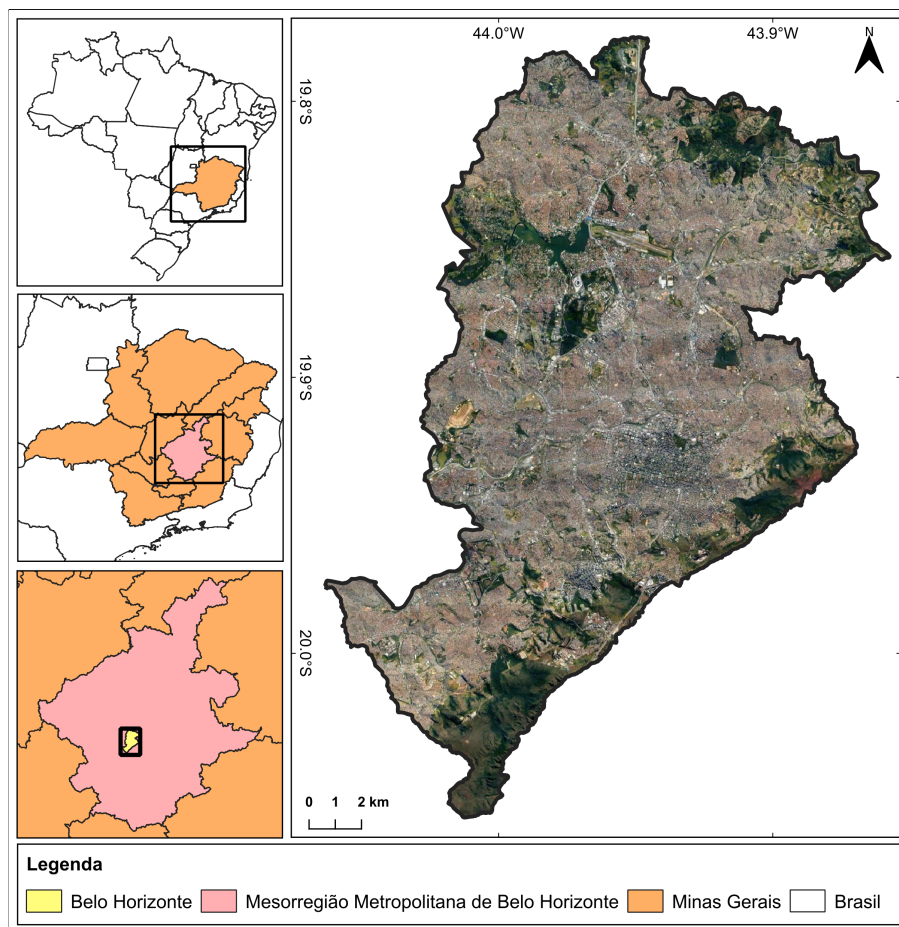 44.0°W 43.9°W N
19.8°S
19.9°S
20.0°S
0 1 2 km
Legenda
Belo Horizonte Mesorregião Metropolitana de Belo Horizonte Minas Gerais Brasil